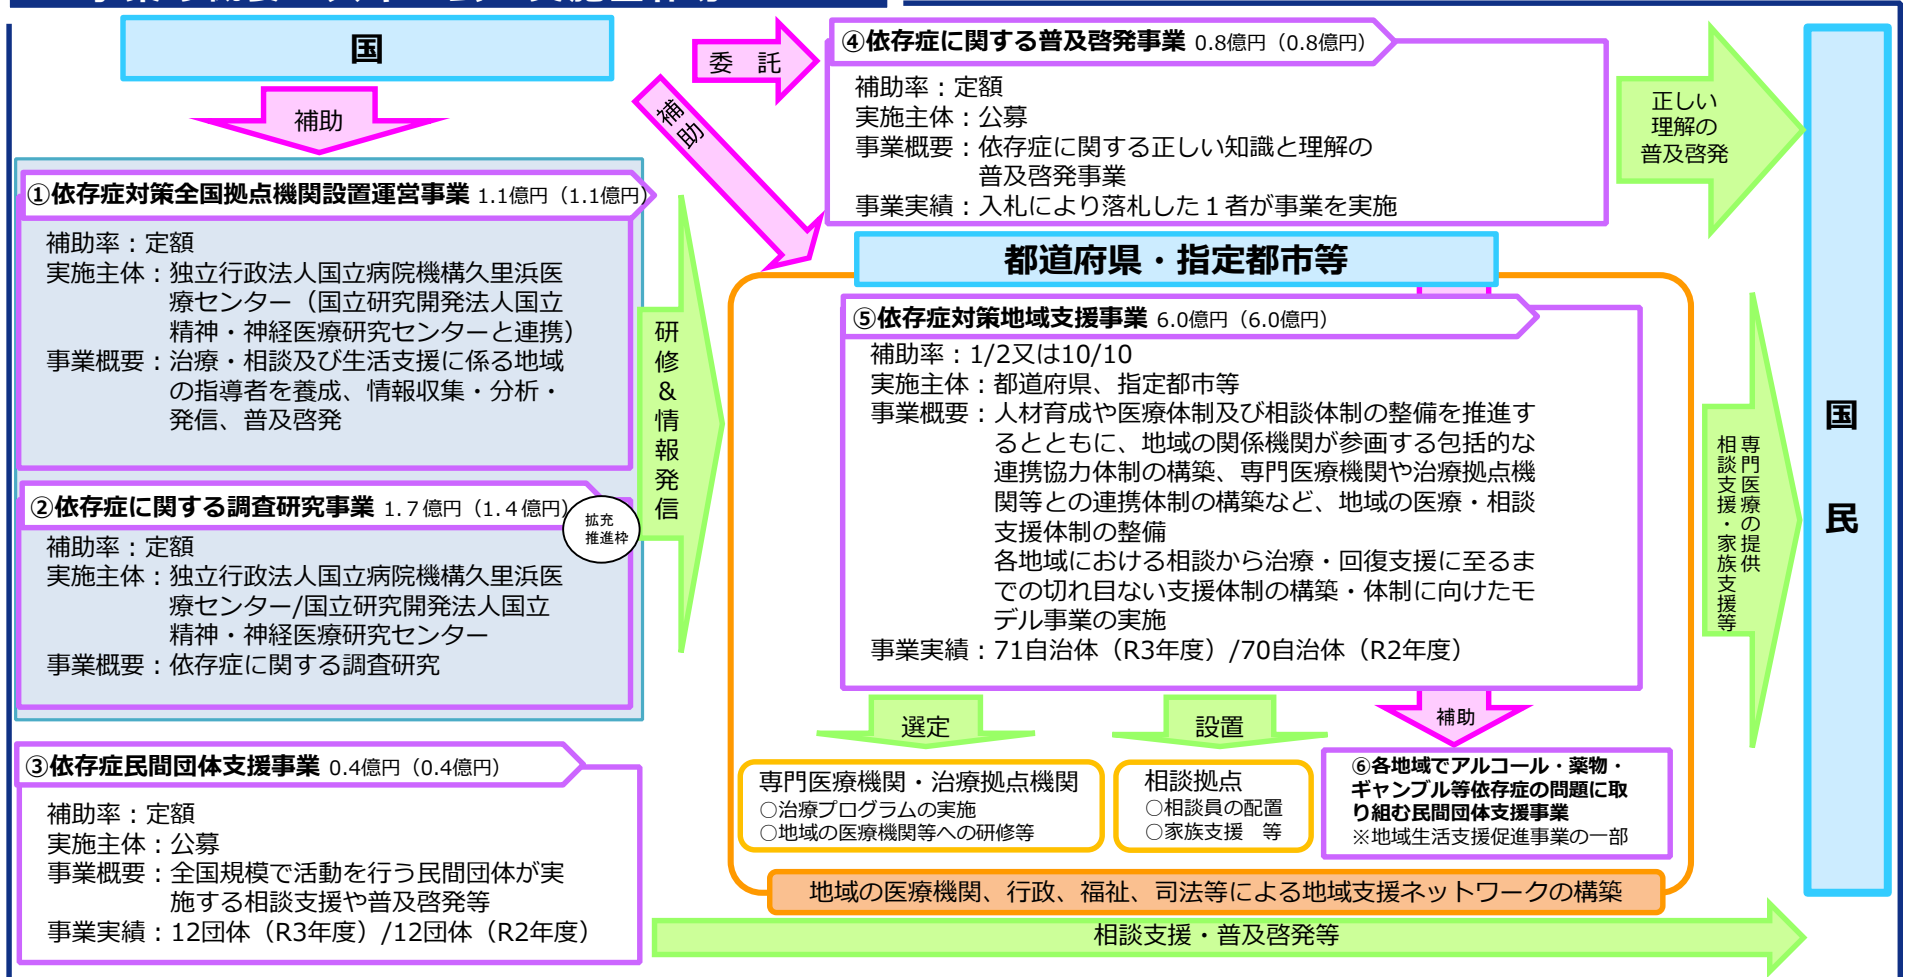 国
補助
委　託
補助
①依存症対策全国拠点機関設置運営事業 1.1億円（1.1億円）
補助率：定額
実施主体：独立行政法人国立病院機構久里浜医
療センター（国立研究開発法人国立
精神・神経医療研究センターと連携）
事業概要：治療・相談及び生活支援に係る地域
の指導者を養成、情報収集・分析・
発信、普及啓発
②依存症に関する調査研究事業 1.７億円（1.４億円）
拡充
推進枠
補助率：定額
実施主体：独立行政法人国立病院機構久里浜医
療センター/国立研究開発法人国立
精神・神経医療研究センター
事業概要：依存症に関する調査研究
③依存症民間団体支援事業 0.4億円（0.4億円）
補助率：定額
実施主体：公募
事業概要：全国規模で活動を行う民間団体が実
施する相談支援や普及啓発等
事業実績：12団体（R3年度）/12団体（R2年度）
研修&情報発信
④依存症に関する普及啓発事業 0.8億円（0.8億円）
補助率：定額
実施主体：公募
事業概要：依存症に関する正しい知識と理解の
普及啓発事業
事業実績：入札により落札した１者が事業を実施
正しい
理解の
普及啓発
都道府県・指定都市等
⑤依存症対策地域支援事業 6.0億円（6.0億円）
補助率：1/2又は10/10
実施主体：都道府県、指定都市等
事業概要：人材育成や医療体制及び相談体制の整備を推進す
るとともに、地域の関係機関が参画する包括的な
連携協力体制の構築、専門医療機関や治療拠点機
関等との連携体制の構築など、地域の医療・相談
支援体制の整備
各地域における相談から治療・回復支援に至るま
での切れ目ない支援体制の構築・体制に向けたモ
デル事業の実施
事業実績：71自治体（R3年度）/70自治体（R2年度）
選定
設置
補助
専門医療機関・治療拠点機関
○治療プログラムの実施
○地域の医療機関等への研修等
相談拠点
○相談員の配置
○家族支援　等
⑥各地域でアルコール・薬物・
ギャンブル等依存症の問題に取
り組む民間団体支援事業
※地域生活支援促進事業の一部
地域の医療機関、行政、福祉、司法等による地域支援ネットワークの構築
相談支援・普及啓発等
専門医療の提供
相談支援・家族支援等
国　民